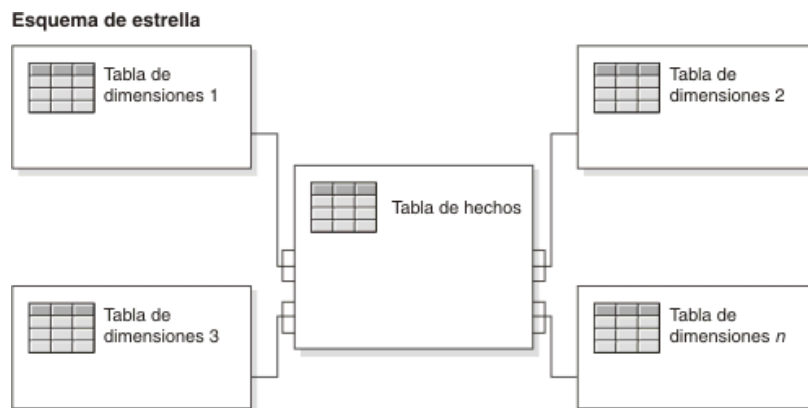 Esquema de estrella
Tabla de
dimensiones 1
Tabla de
dimensiones 2
Tabla de hechos
Tabla de
dimensiones 3
Tabla de
dimensiones n